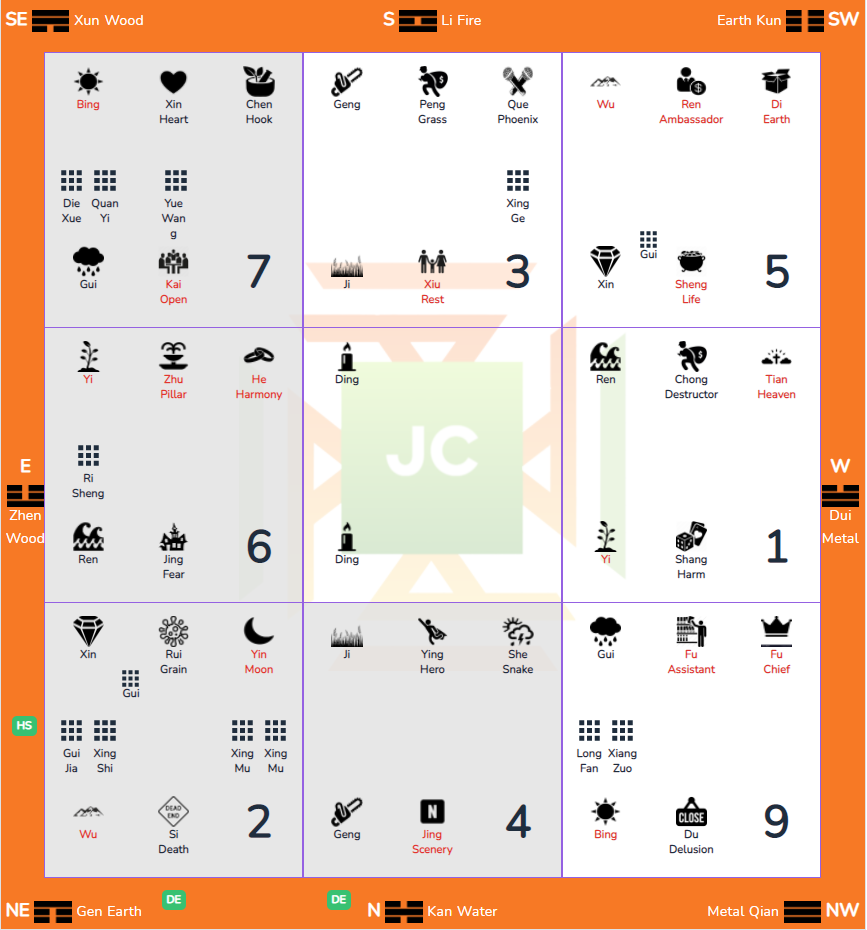 SE Xun Wood
S Li Fire
Earth Kun SW
Bing Xin Heart Chen Hook
Die Xue Quan Yi Yue Wan g
Gui Kai Open 7
Geng Peng Grass Que Phoenix
Xing Ge
Ji Xiu Rest 3
Wu Ren Ambassador Di Earth
Gui
Xin Sheng Life 5
E
Zhen
Wood
Yi Zhu Pillar He Harmony
Ri Sheng
Ren Jing Fear 6
Ding
JC
Ding
Ren Chong Destructor Tian Heaven
Yi Shang Harm 1
W
Dui
Metal
HS
Xin Rui Grain Yin Moon
Gui
Gui Jia Xing Shi Xing Mu Xing Mu
Wu DEAD END Si Death 2
Ji Ying Hero She Snake
Geng N Jing Scenery 4
Gui Fu Assistant Fu Chief
Long Fan Xiang Zuo
Bing CLOSE Du Delusion 9
NE Gen Earth
DE
DE
N Kan Water
Metal Qian NW